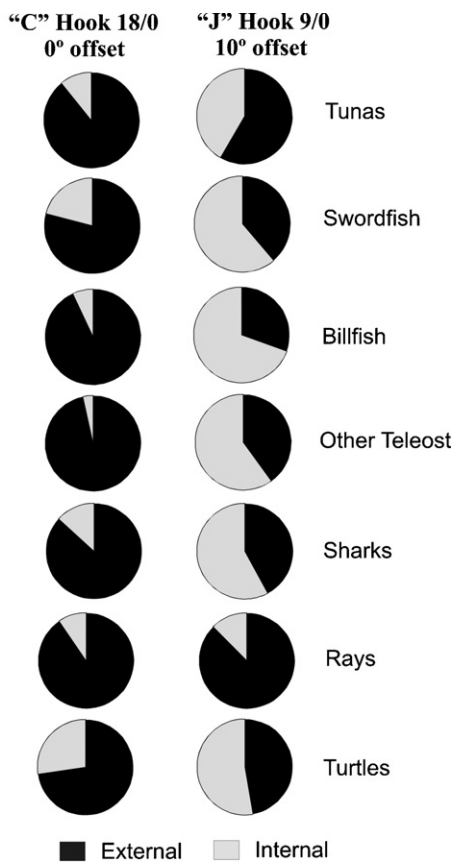 “C” Hook 18/0 “J” Hook 9/0
0º offset 10º offset
Tunas
Swordfish
Billfish
Other Teleost
Sharks
Rays
Turtles
External Internal